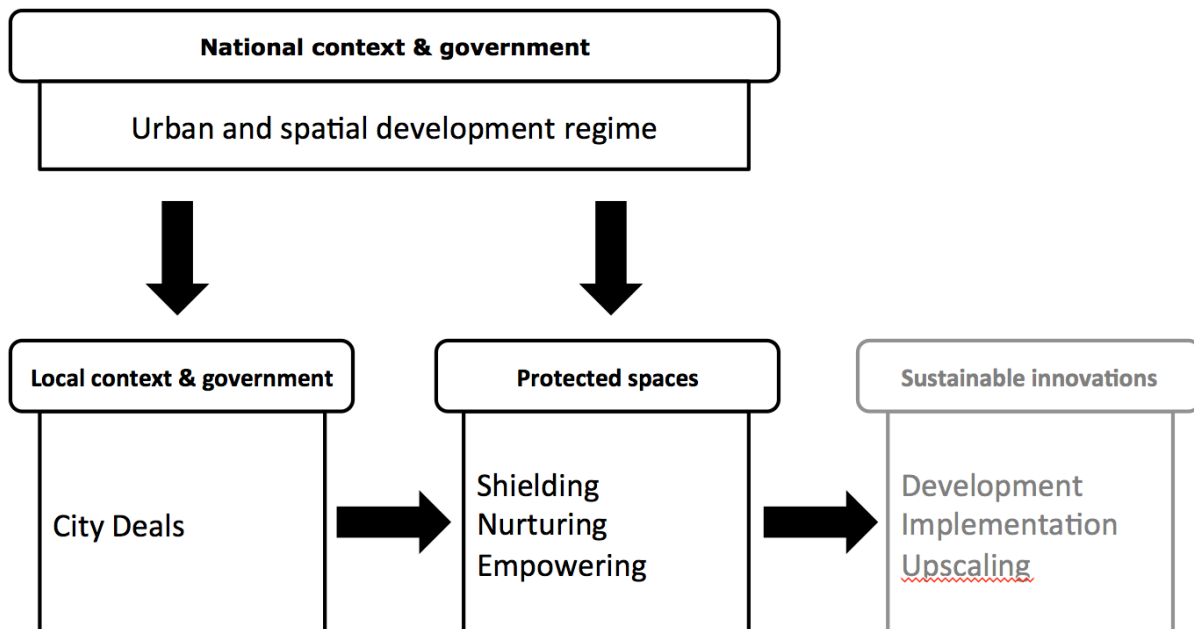 National context & government
Urban and spatial development regime
Local context & government
City Deals
Protected spaces
Shielding
Nurturing
Empowering
Sustainable innovations
Development
Implementation
Upscaling